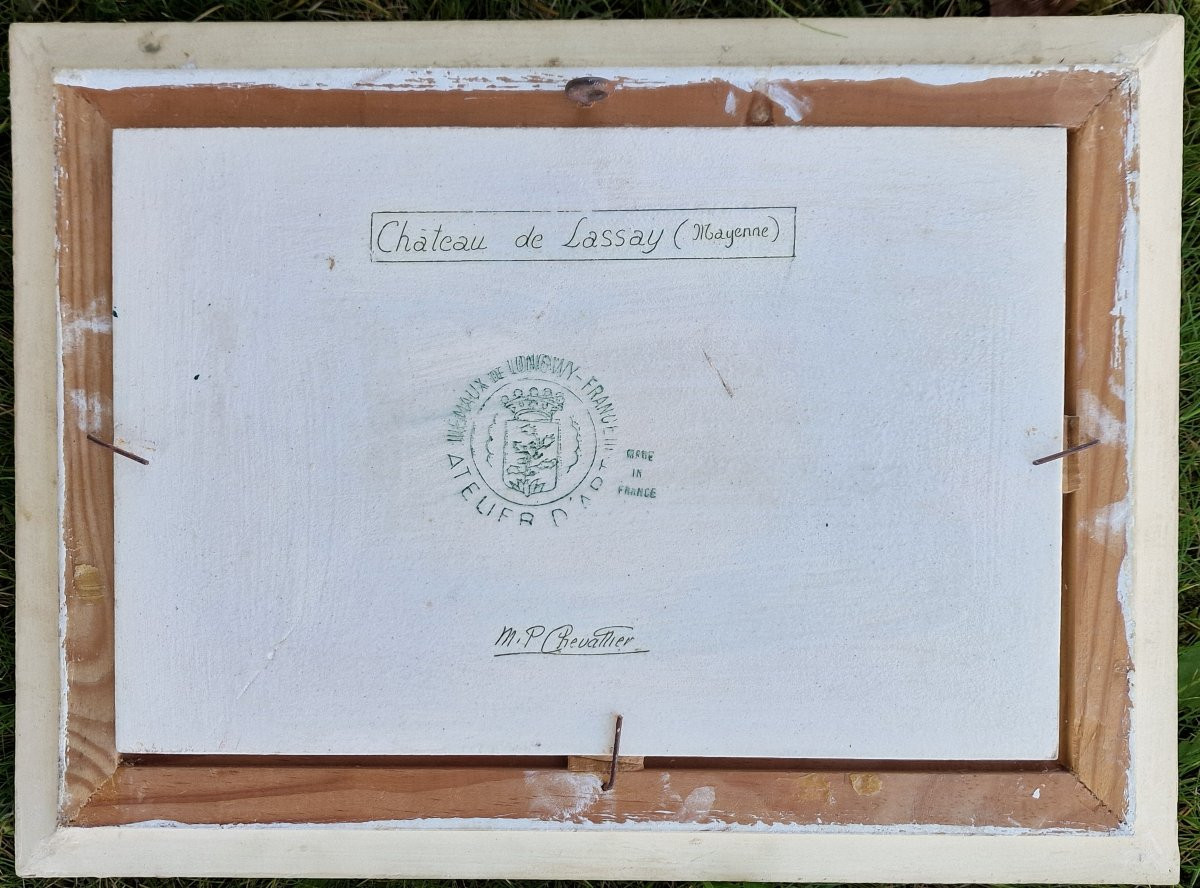 Château de Lassay (Mayenne)
EMAUX DE LONGWY-FRANCE
ATELIER D'ART
MADE
IN
FRANCE
M.P Chevallier